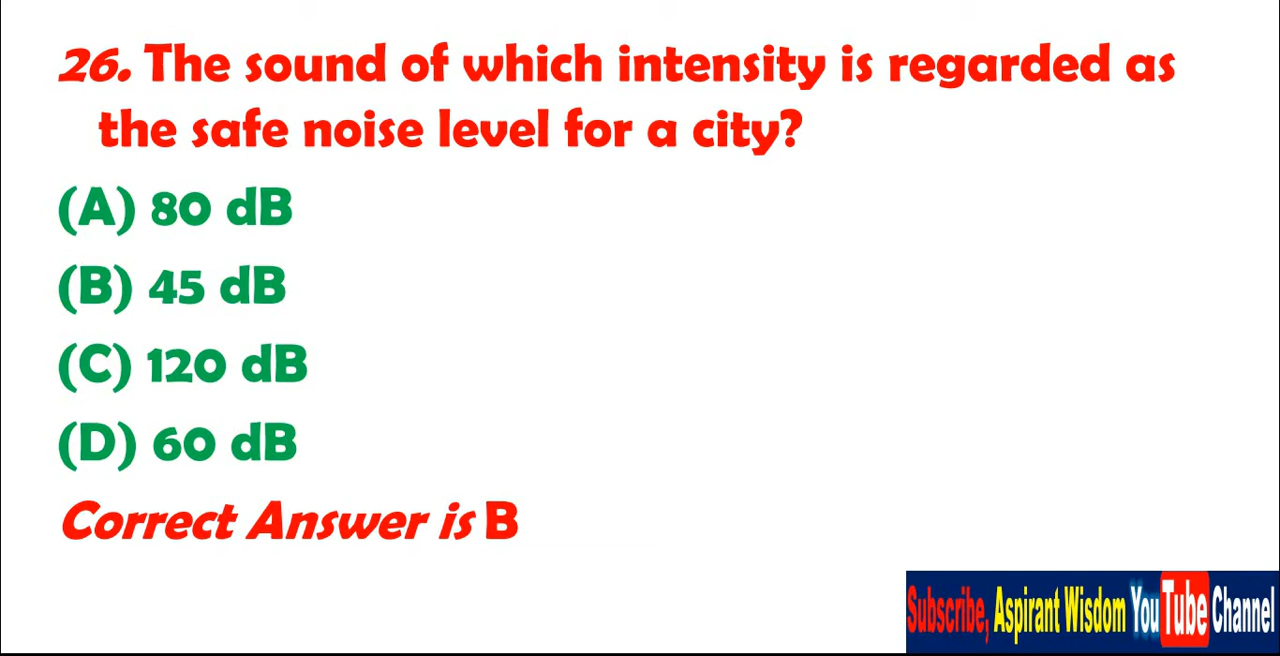 26. The sound of which intensity is regarded as
the safe noise level for a city?
(A) 80 dB
(B) 45 dB
(C) 120 dB
(D) 60 dB
Correct Answer is B
Subscribe, Aspirant Wisdom YouTube Channel